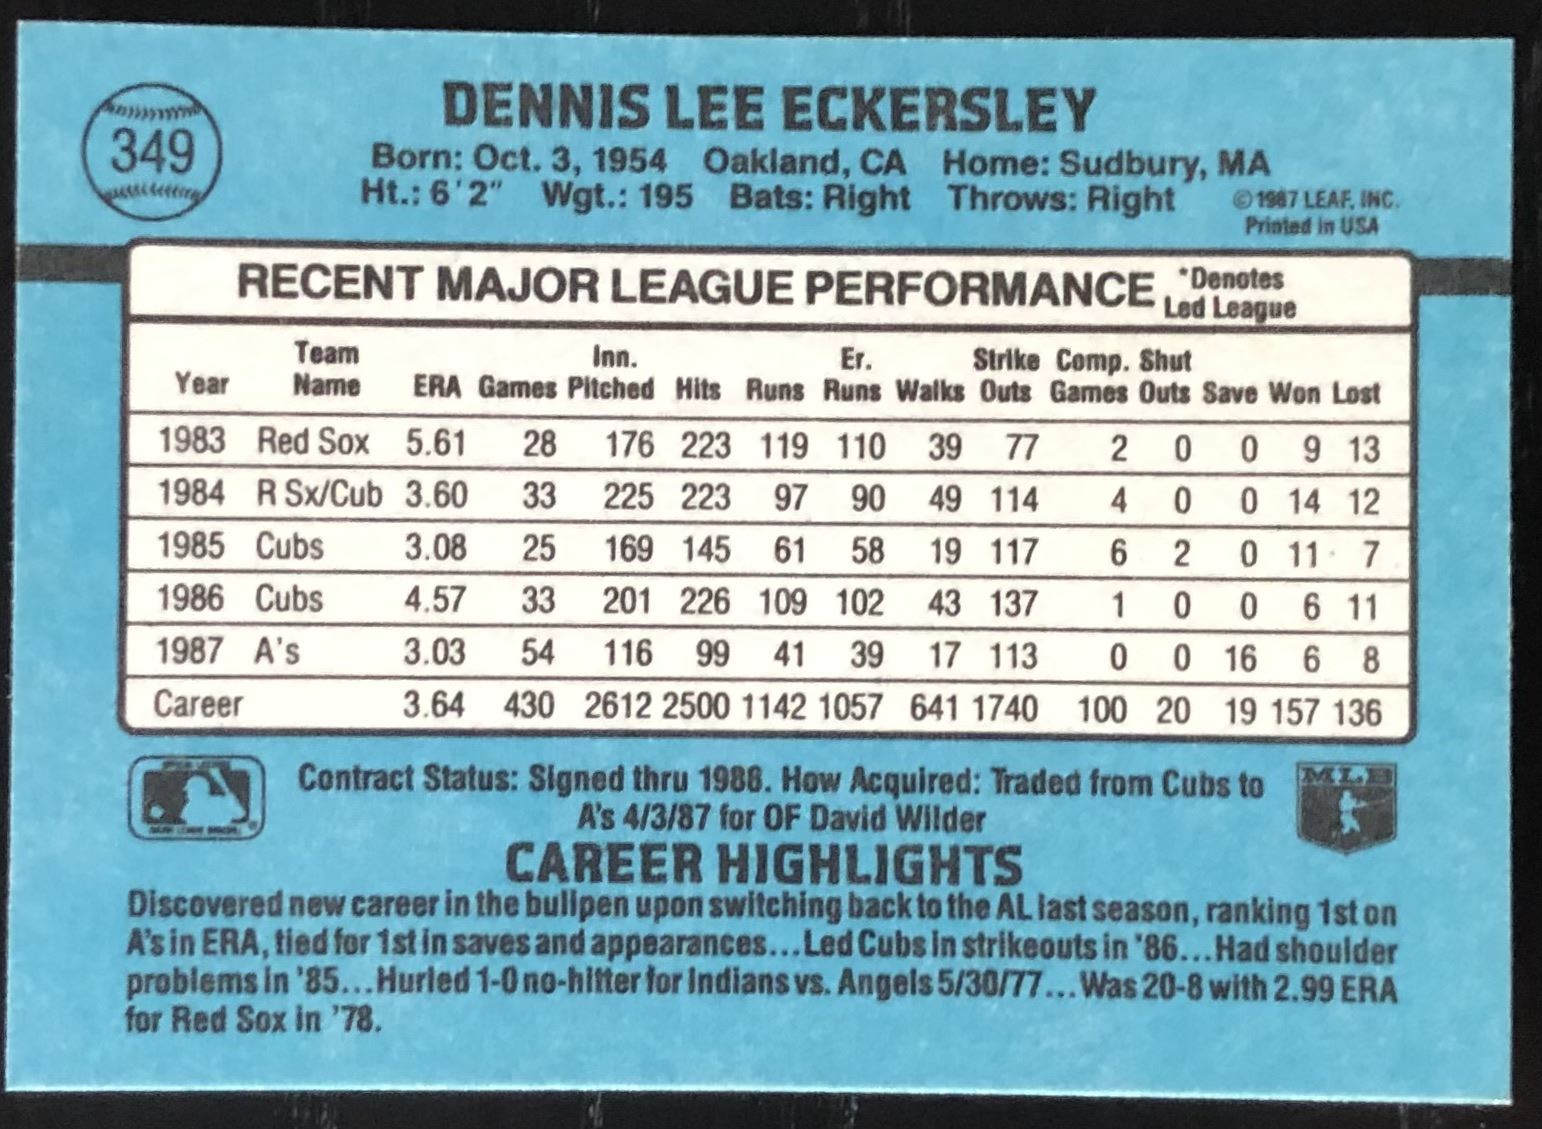 349
DENNIS LEE ECKERSLEY
Born: Oct. 3, 1954 Oakland, CA Home: Sudbury, MA
Ht.: 6'2" Wgt.: 195 Bats: Right Throws: Right
©1987 LEAF, INC.
Printed in USA
RECENT MAJOR LEAGUE PERFORMANCE *Denotes Led League
Year Team Name ERA Games Inn. Pitched Hits Runs Er. Runs Walks Strike Outs Comp. Games Shut Outs Save Won Lost
1983 Red Sox 5.61 28 176 223 119 110 39 77 2 0 0 9 13
1984 R Sx/Cub 3.60 33 225 223 97 90 49 114 4 0 0 14 12
1985 Cubs 3.08 25 169 145 61 58 19 117 6 2 0 11 7
1986 Cubs 4.57 33 201 226 109 102 43 137 1 0 0 6 11
1987 A's 3.03 54 116 99 41 39 17 113 0 0 16 6 8
Career 3.64 430 2612 2500 1142 1057 641 1740 100 20 19 157 136
Contract Status: Signed thru 1988. How Acquired: Traded from Cubs to
A's 4/3/87 for OF David Wilder
MLB
CAREER HIGHLIGHTS
Discovered new career in the bullpen upon switching back to the AL last season, ranking 1st on
A's in ERA, tied for 1st in saves and appearances...Led Cubs in strikeouts in '86...Had shoulder
problems in '85...Hurled 1-0 no-hitter for Indians vs. Angels 5/30/77...Was 20-8 with 2.99 ERA
for Red Sox in '78.